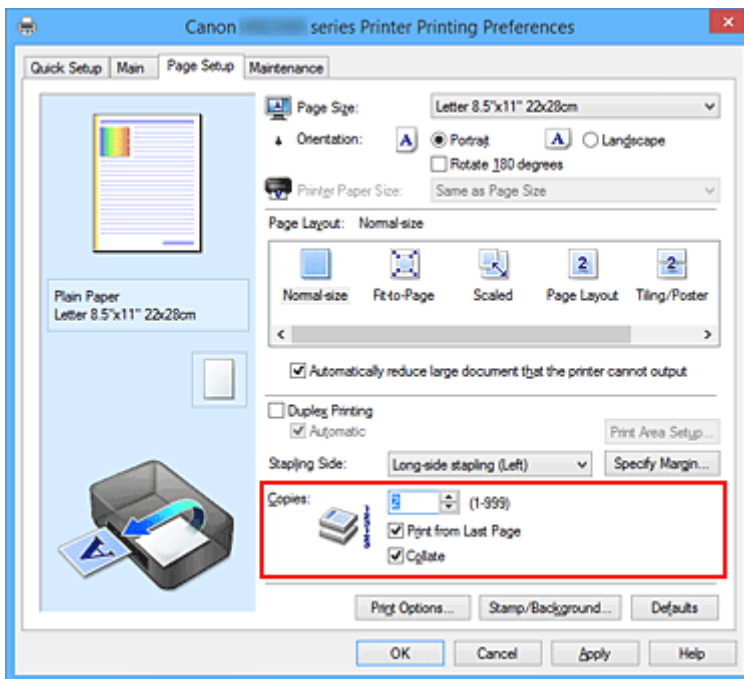 Canon series Printer Printing Preferences
Quick Setup Main Page Setup Maintenance
Page Size: Letter 8.5"x11" 22x28cm
Orientation: A Portrait A Landscape
Rotate 180 degrees
Printer Paper Size: Same as Page Size
Page Layout: Normal-size
2 2
Normal-size Fit-to-Page Scaled Page Layout Tiling/Poster
Plain Paper
Letter 8.5"x11" 22x28cm
Automatically reduce large document that the printer cannot output
Duplex Printing
Automatic
Print Area Setup...
Stapling Side: Long-side stapling (Left) Specify Margin...
Copies: 2 (1-999)
Print from Last Page
Collate
A
Print Options... Stamp/Background... Defaults
OK Cancel Apply Help